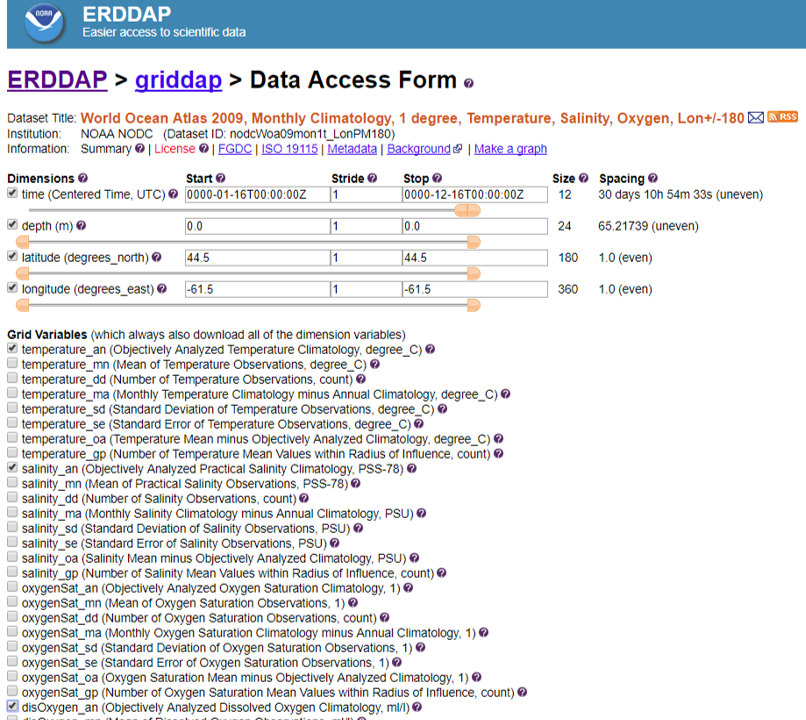 NOAA
ERDDAP
Easier access to scientific data
ERDDAP > griddap > Data Access Form ?
Dataset Title: World Ocean Atlas 2009, Monthly Climatology, 1 degree, Temperature, Salinity, Oxygen, Lon+/-180 RSS
Institution: NOAA NODC (Dataset ID: nodcWoa09mon1t_LonPM180)
Information: Summary ? | License ? | FGDC | ISO 19115 | Metadata | Background | Make a graph
Dimensions ? Start ? Stride ? Stop ? Size ? Spacing ?
time (Centered Time, UTC) ? 0000-01-16T00:00:00Z 1 0000-12-16T00:00:00Z 12 30 days 10h 54m 33s (uneven)
depth (m) ? 0.0 1 0.0 24 65.21739 (uneven)
latitude (degrees_north) ? 44.5 1 44.5 180 1.0 (even)
longitude (degrees_east) ? -61.5 1 -61.5 360 1.0 (even)
Grid Variables (which always also download all of the dimension variables)
temperature_an (Objectively Analyzed Temperature Climatology, degree_C) ?
temperature_mn (Mean of Temperature Observations, degree_C) ?
temperature_dd (Number of Temperature Observations, count) ?
temperature_ma (Monthly Temperature Climatology minus Annual Climatology, degree_C) ?
temperature_sd (Standard Deviation of Temperature Observations, degree_C) ?
temperature_se (Standard Error of Temperature Observations, degree_C) ?
temperature_oa (Temperature Mean minus Objectively Analyzed Climatology, degree_C) ?
temperature_gp (Number of Temperature Mean Values within Radius of Influence, count) ?
salinity_an (Objectively Analyzed Practical Salinity Climatology, PSS-78) ?
salinity_mn (Mean of Practical Salinity Observations, PSS-78) ?
salinity_dd (Number of Salinity Observations, count) ?
salinity_ma (Monthly Salinity Climatology minus Annual Climatology, PSU) ?
salinity_sd (Standard Deviation of Salinity Observations, PSU) ?
salinity_se (Standard Error of Salinity Observations, PSU) ?
salinity_oa (Salinity Mean minus Objectively Analyzed Climatology, PSU) ?
salinity_gp (Number of Salinity Mean Values within Radius of Influence, count) ?
oxygenSat_an (Objectively Analyzed Oxygen Saturation Climatology, 1) ?
oxygenSat_mn (Mean of Oxygen Saturation Observations, 1) ?
oxygenSat_dd (Number of Oxygen Saturation Observations, count) ?
oxygenSat_ma (Monthly Oxygen Saturation Climatology minus Annual Climatology, 1) ?
oxygenSat_sd (Standard Deviation of Oxygen Saturation Observations, 1) ?
oxygenSat_se (Standard Error of Oxygen Saturation Observations, 1) ?
oxygenSat_oa (Oxygen Saturation Mean minus Objectively Analyzed Climatology, 1) ?
oxygenSat_gp (Number of Oxygen Saturation Mean Values within Radius of Influence, count) ?
disOxygen_an (Objectively Analyzed Dissolved Oxygen Climatology, ml/l) ?